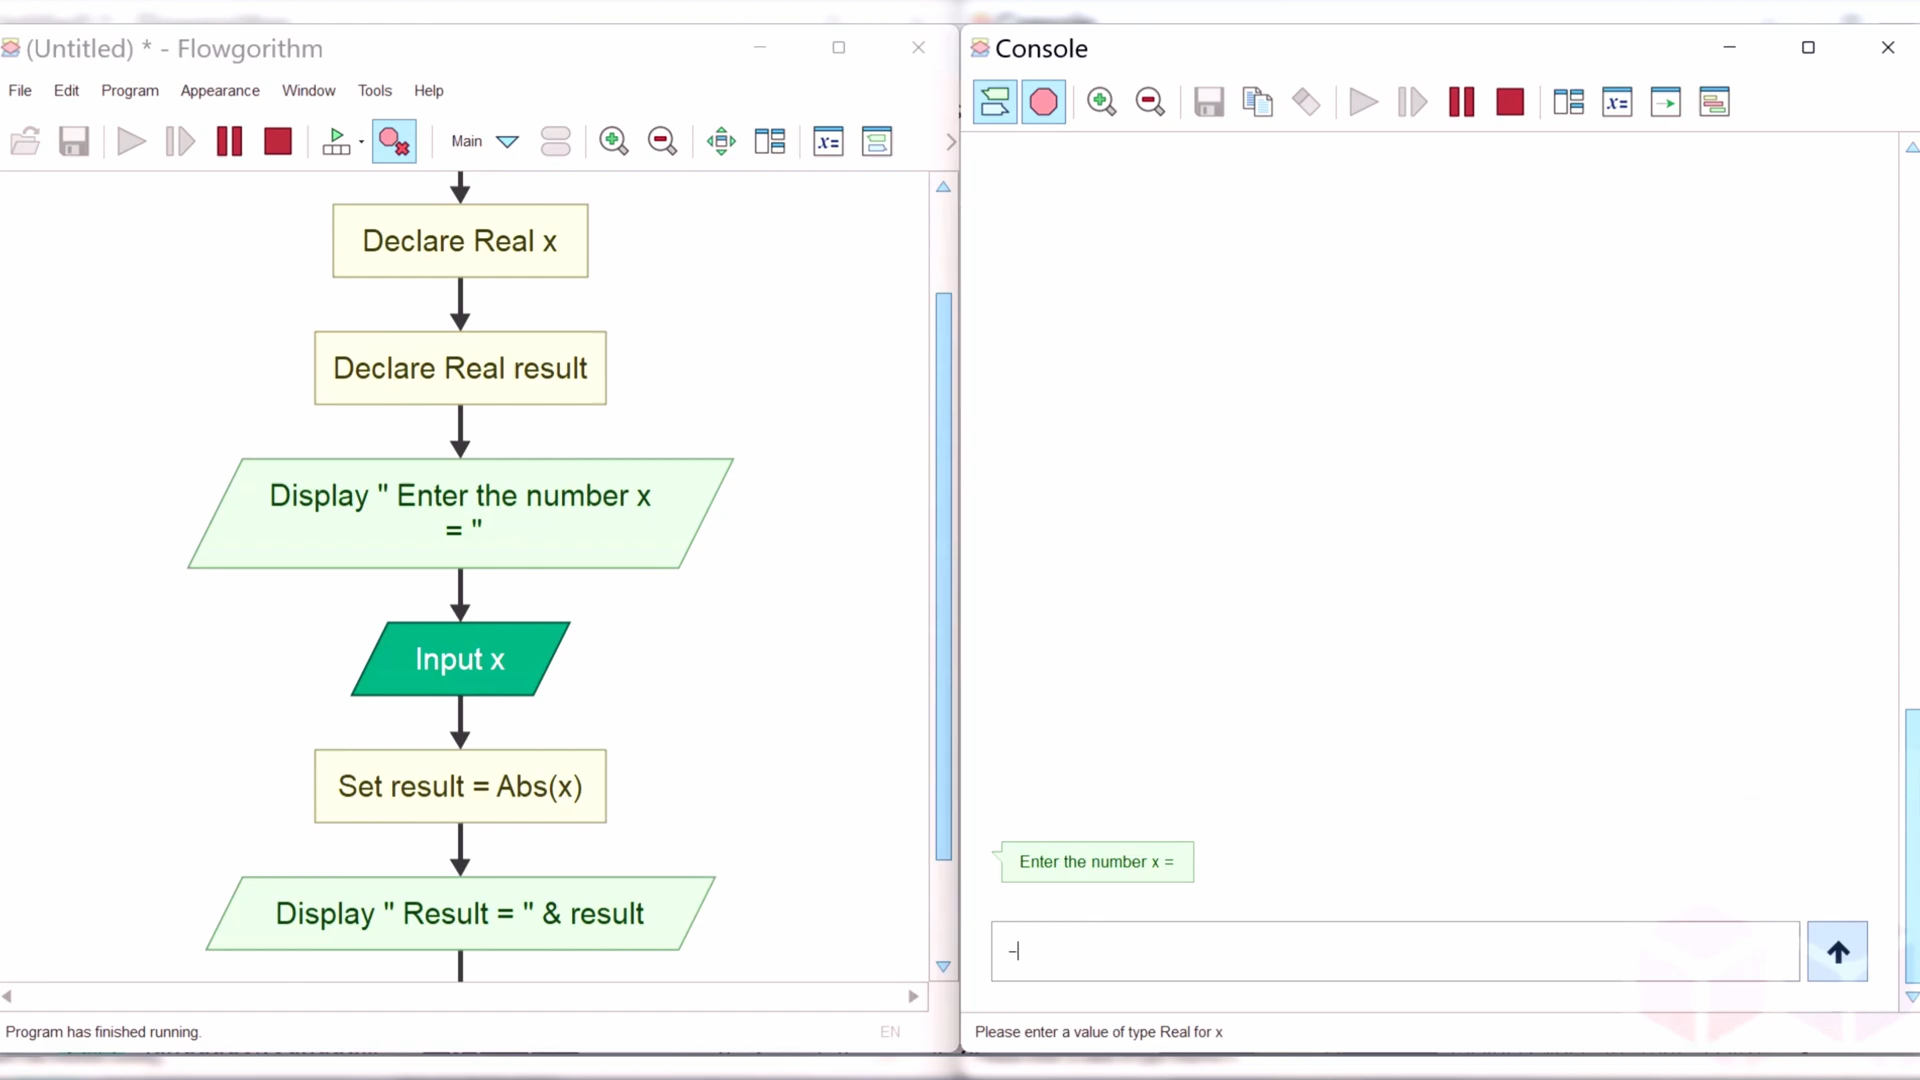 (Untitled) * - Flowgorithm
File Edit Program Appearance Window Tools Help
Main
x=
Declare Real x
Declare Real result
Display " Enter the number x
= "
Input x
Set result = Abs(x)
Display " Result = " & result
Program has finished running.
EN
Console
x=
Enter the number x =
-
Please enter a value of type Real for x